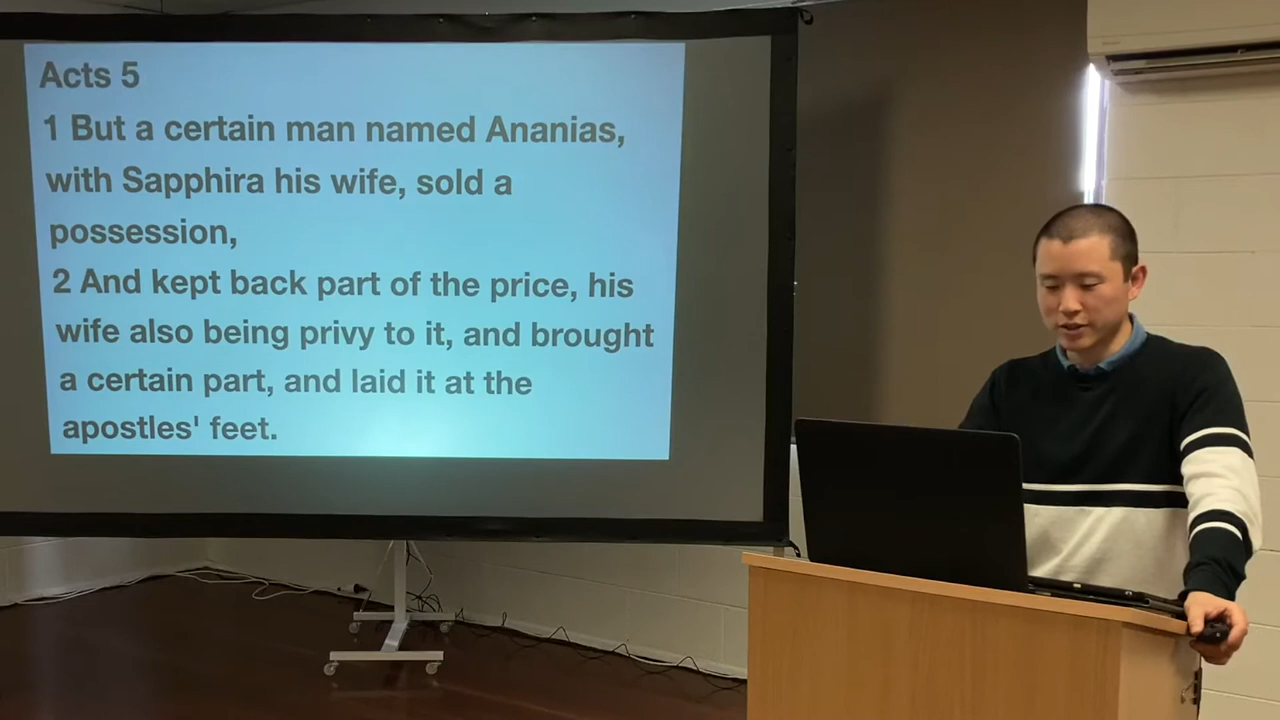 Acts 5
1 But a certain man named Ananias,
with Sapphira his wife, sold a
possession,
2 And kept back part of the price, his
wife also being privy to it, and brought
a certain part, and laid it at the
apostles' feet.